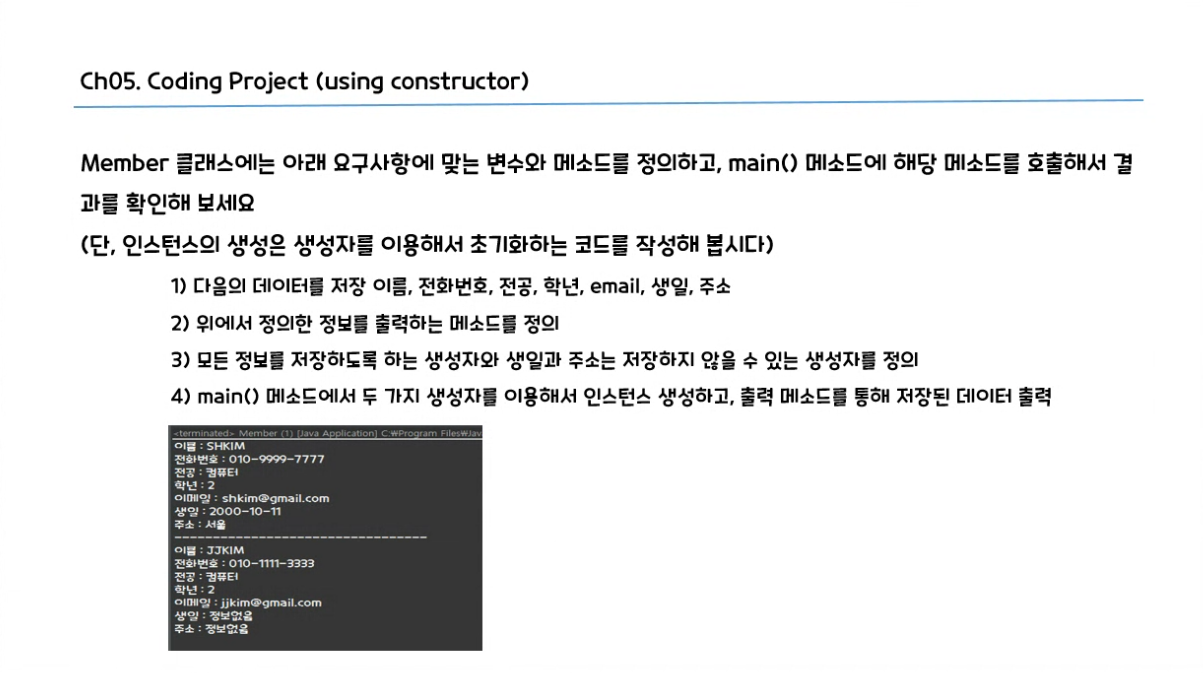 Ch05. Coding Project (using constructor)
Member 클래스에는 아래 요구사항에 맞는 변수와 메소드를 정의하고, main() 메소드에 해당 메소드를 호출해서 결
과를 확인해 보세요
(단, 인스턴스의 생성은 생성자를 이용해서 초기화하는 코드를 작성해 봅시다)
1) 다음의 데이터를 저장 이름, 전화번호, 전공, 학년, email, 생일, 주소
2) 위에서 정의한 정보를 출력하는 메소드를 정의
3) 모든 정보를 저장하도록 하는 생성자와 생일과 주소는 저장하지 않을 수 있는 생성자를 정의
4) main() 메소드에서 두 가지 생성자를 이용해서 인스턴스 생성하고, 출력 메소드를 통해 저장된 데이터 출력
<terminated> Member (1) [Java Application] C:₩Program Files₩Jav
이름 : SHKIM
전화번호 : 010-9999-7777
전공 : 컴퓨터
학년 : 2
이메일 : shkim@gmail.com
생일 : 2000-10-11
주소 : 서울
---------------------------------
이름 : JJKIM
전화번호 : 010-1111-3333
전공 : 컴퓨터
학년 : 2
이메일 : jjkim@gmail.com
생일 : 정보없음
주소 : 정보없음